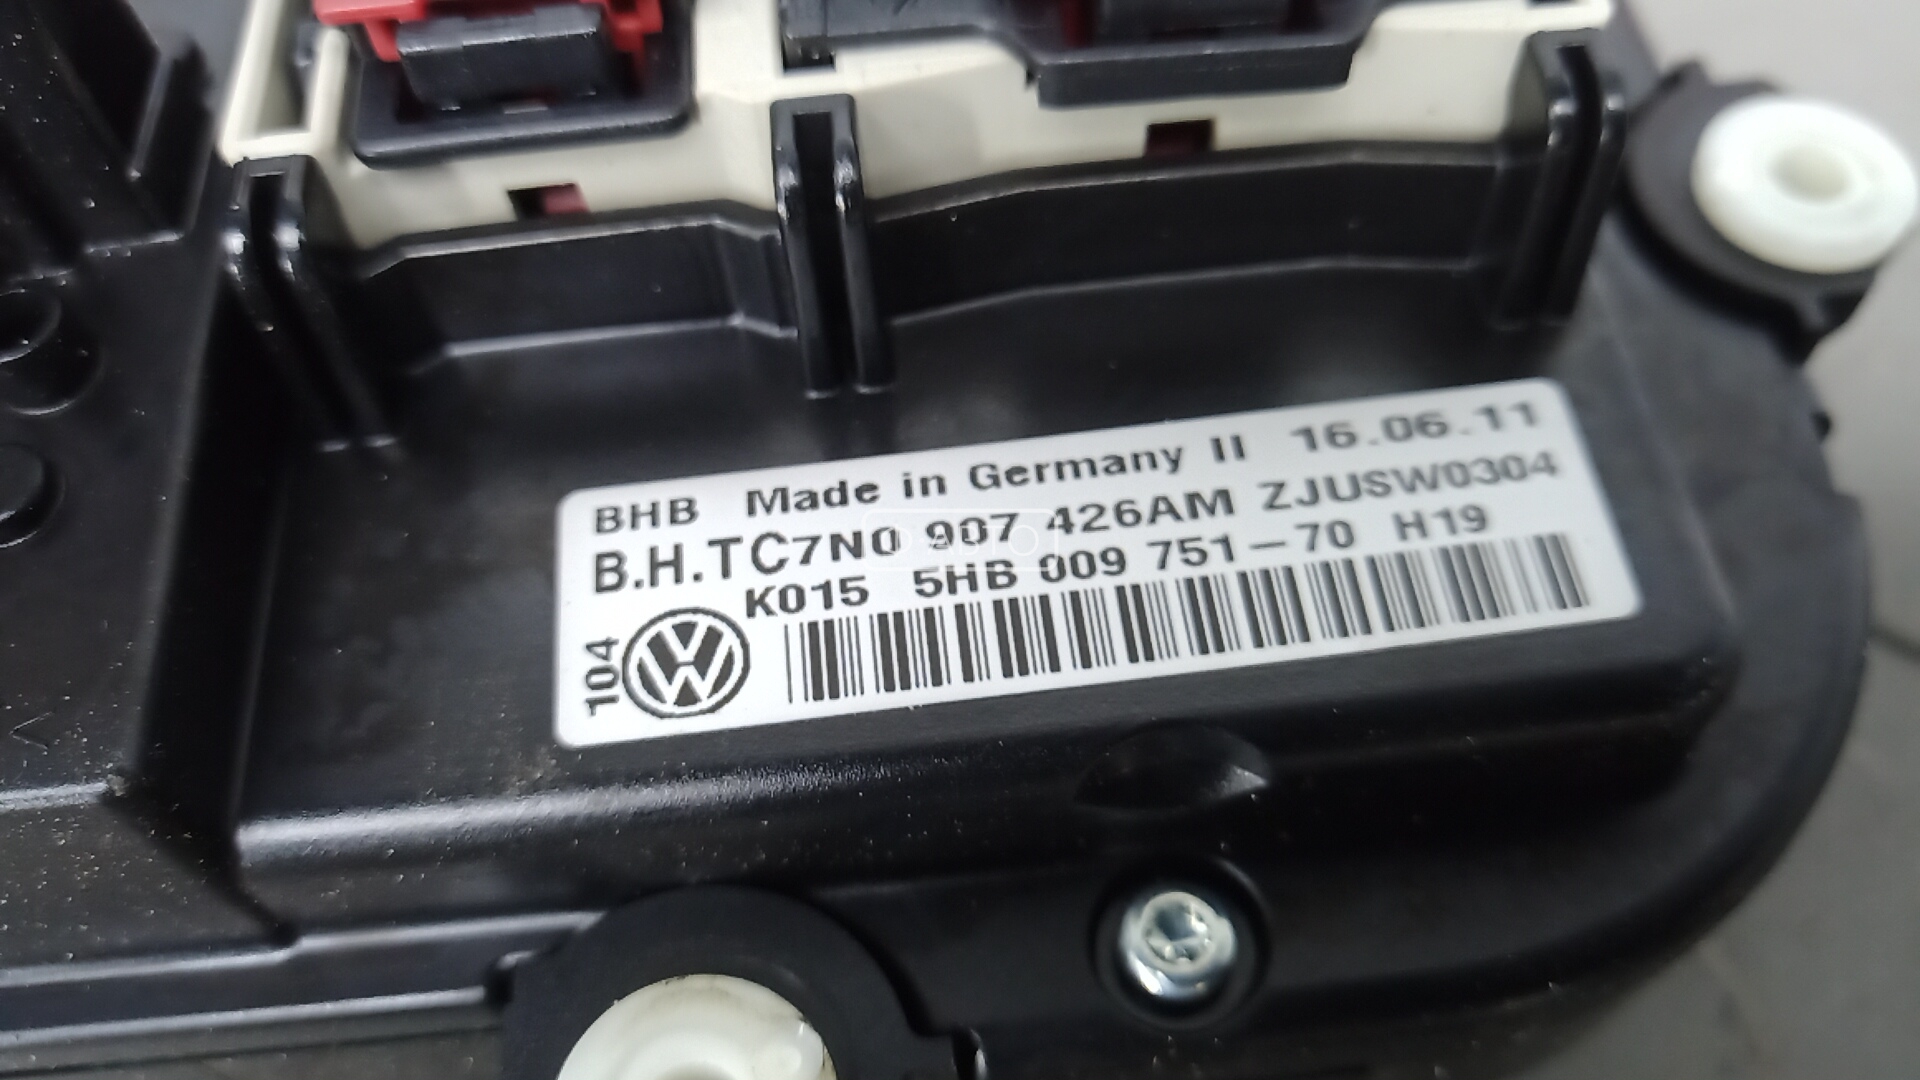 BHB Made in Germany II 16.06.11
B.H.TC7N0 907 426AM ZJUSW0304
K015 5HB 009 751-70 H19
104
D-АВТО